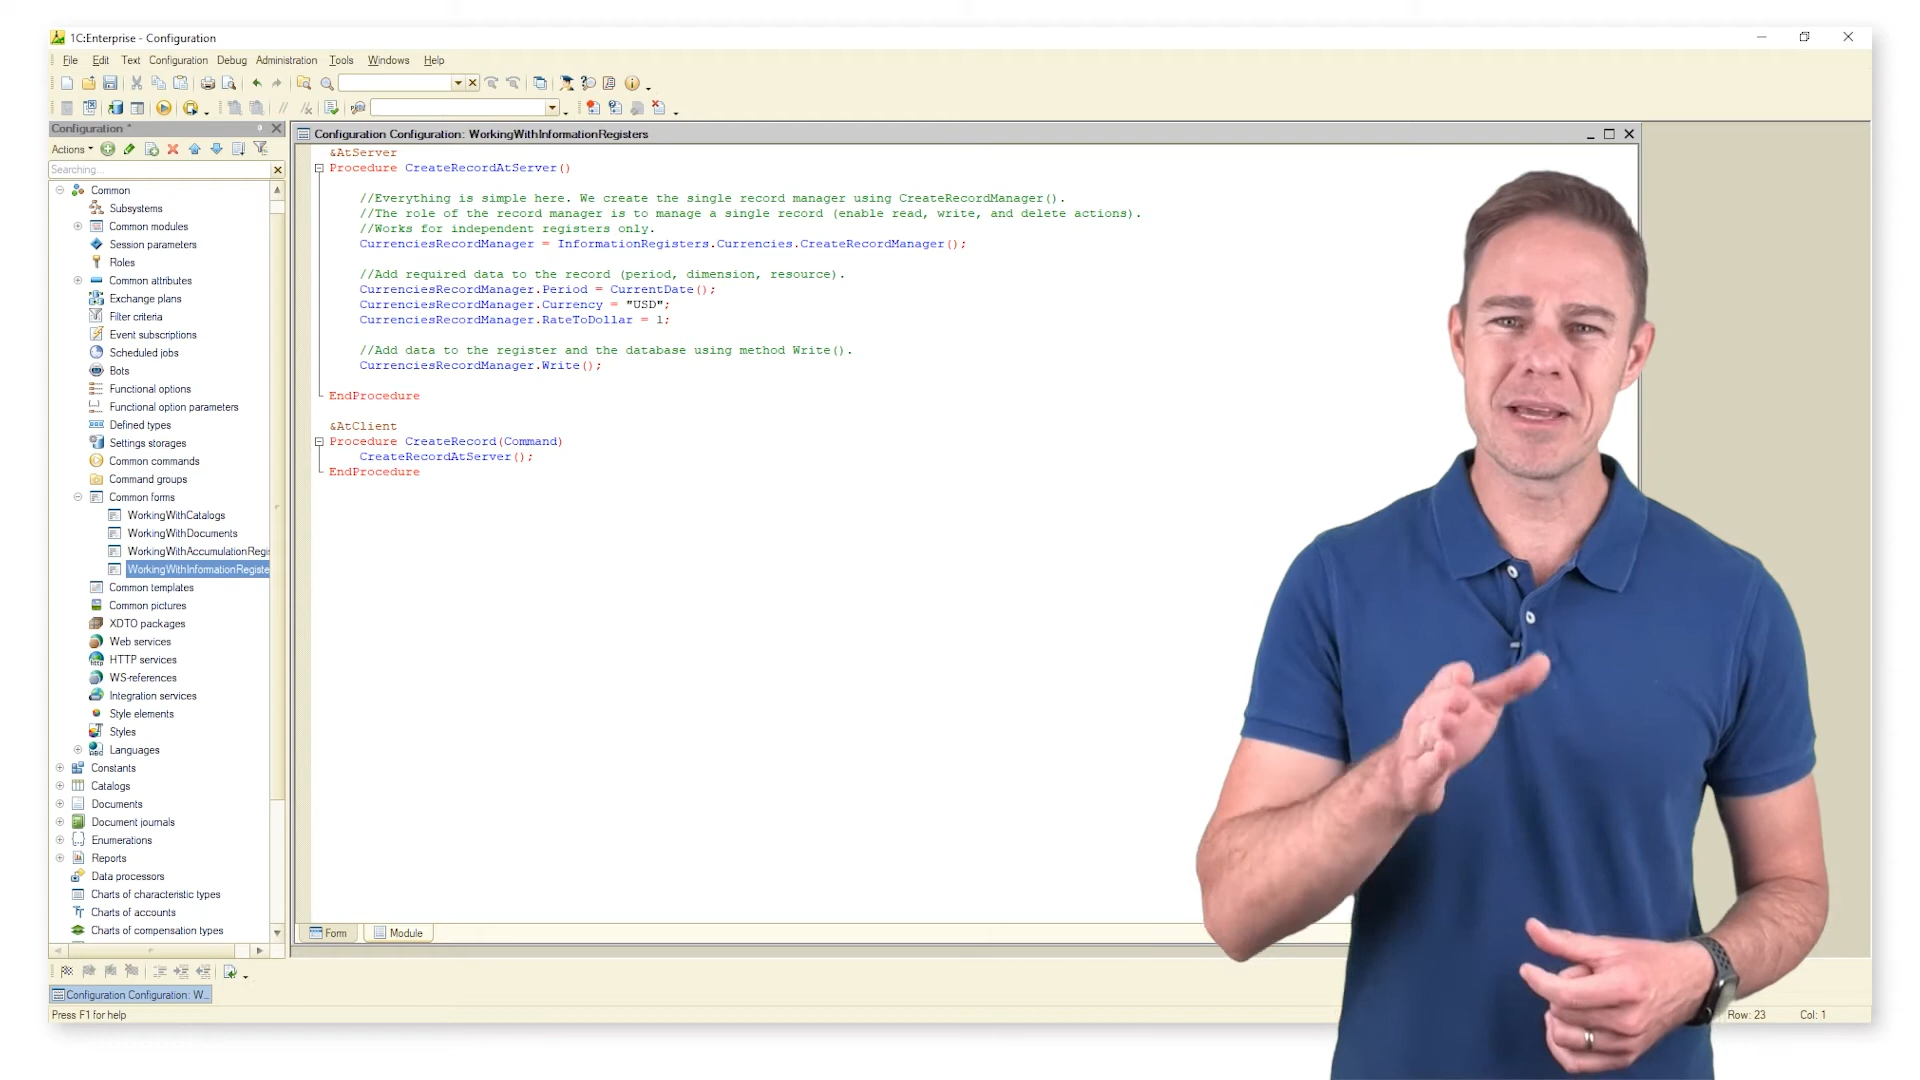 1C:Enterprise - Configuration
File Edit Text Configuration Debug Administration Tools Windows Help
Configuration *
Actions
Searching...
Common
Subsystems
Common modules
Session parameters
Roles
Common attributes
Exchange plans
Filter criteria
Event subscriptions
Scheduled jobs
Bots
Functional options
Functional option parameters
Defined types
Settings storages
Common commands
Command groups
Common forms
WorkingWithCatalogs
WorkingWithDocuments
WorkingWithAccumulationRegi
WorkingWithInformationRegiste
Common templates
Common pictures
XDTO packages
Web services
HTTP services
WS-references
Integration services
Style elements
Styles
Languages
Constants
Catalogs
Documents
Document journals
Enumerations
Reports
Data processors
Charts of characteristic types
Charts of accounts
Charts of compensation types
Configuration Configuration: WorkingWithInformationRegisters
&AtServer
Procedure CreateRecordAtServer()
//Everything is simple here. We create the single record manager using CreateRecordManager().
//The role of the record manager is to manage a single record (enable read, write, and delete actions).
//Works for independent registers only.
CurrenciesRecordManager = InformationRegisters.Currencies.CreateRecordManager();
//Add required data to the record (period, dimension, resource).
CurrenciesRecordManager.Period = CurrentDate();
CurrenciesRecordManager.Currency = "USD";
CurrenciesRecordManager.RateToDollar = 1;
//Add data to the register and the database using method Write().
CurrenciesRecordManager.Write();
EndProcedure
&AtClient
Procedure CreateRecord(Command)
CreateRecordAtServer();
EndProcedure
Form Module
Configuration Configuration: W...
Press F1 for help
Row: 23 Col: 1